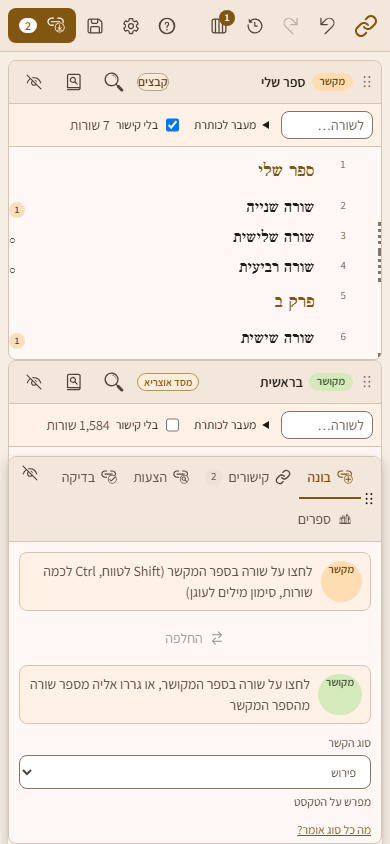 2
1
מקשר ספר שלי קבצים
לשורה... מעבר לכותרת בלי קישור 7 שורות
1 ספר שלי
2 שורה שנייה 1
3 שורה שלישית
4 שורה רביעית
5 פרק ב
6 שורה שישית 1
מקושר בראשית מסד אוצריא
לשורה... מעבר לכותרת בלי קישור 1,584 שורות
בונה קישורים 2 הצעות בדיקה
ספרים
מקשר לחצו על שורה בספר המקשר (Shift לטווח, Ctrl לכמה
שורות, סימון מילים לעוגן)
החלפה
מקושר לחצו על שורה בספר המקושר, או גררו אליה מספר שורה
מהספר המקשר
סוג הקשר
פירוש
מפרש על הטקסט
מה כל סוג אומר?